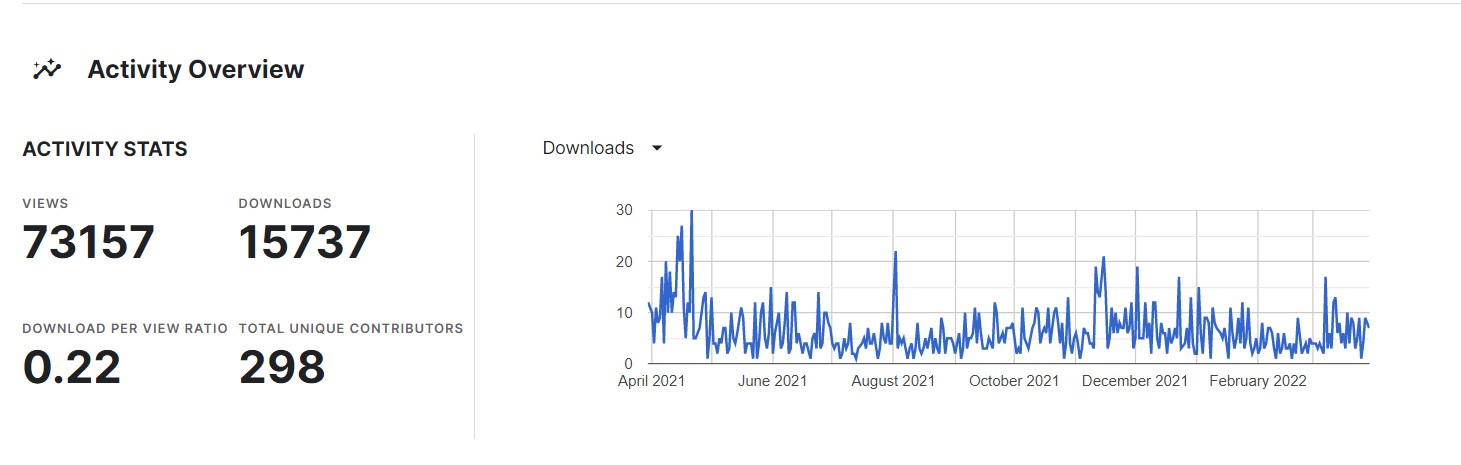 Activity Overview
ACTIVITY STATS
VIEWS
73157
DOWNLOADS
15737
DOWNLOAD PER VIEW RATIO
0.22
TOTAL UNIQUE CONTRIBUTORS
298
Downloads
30
20
10
0
April 2021 June 2021 August 2021 October 2021 December 2021 February 2022